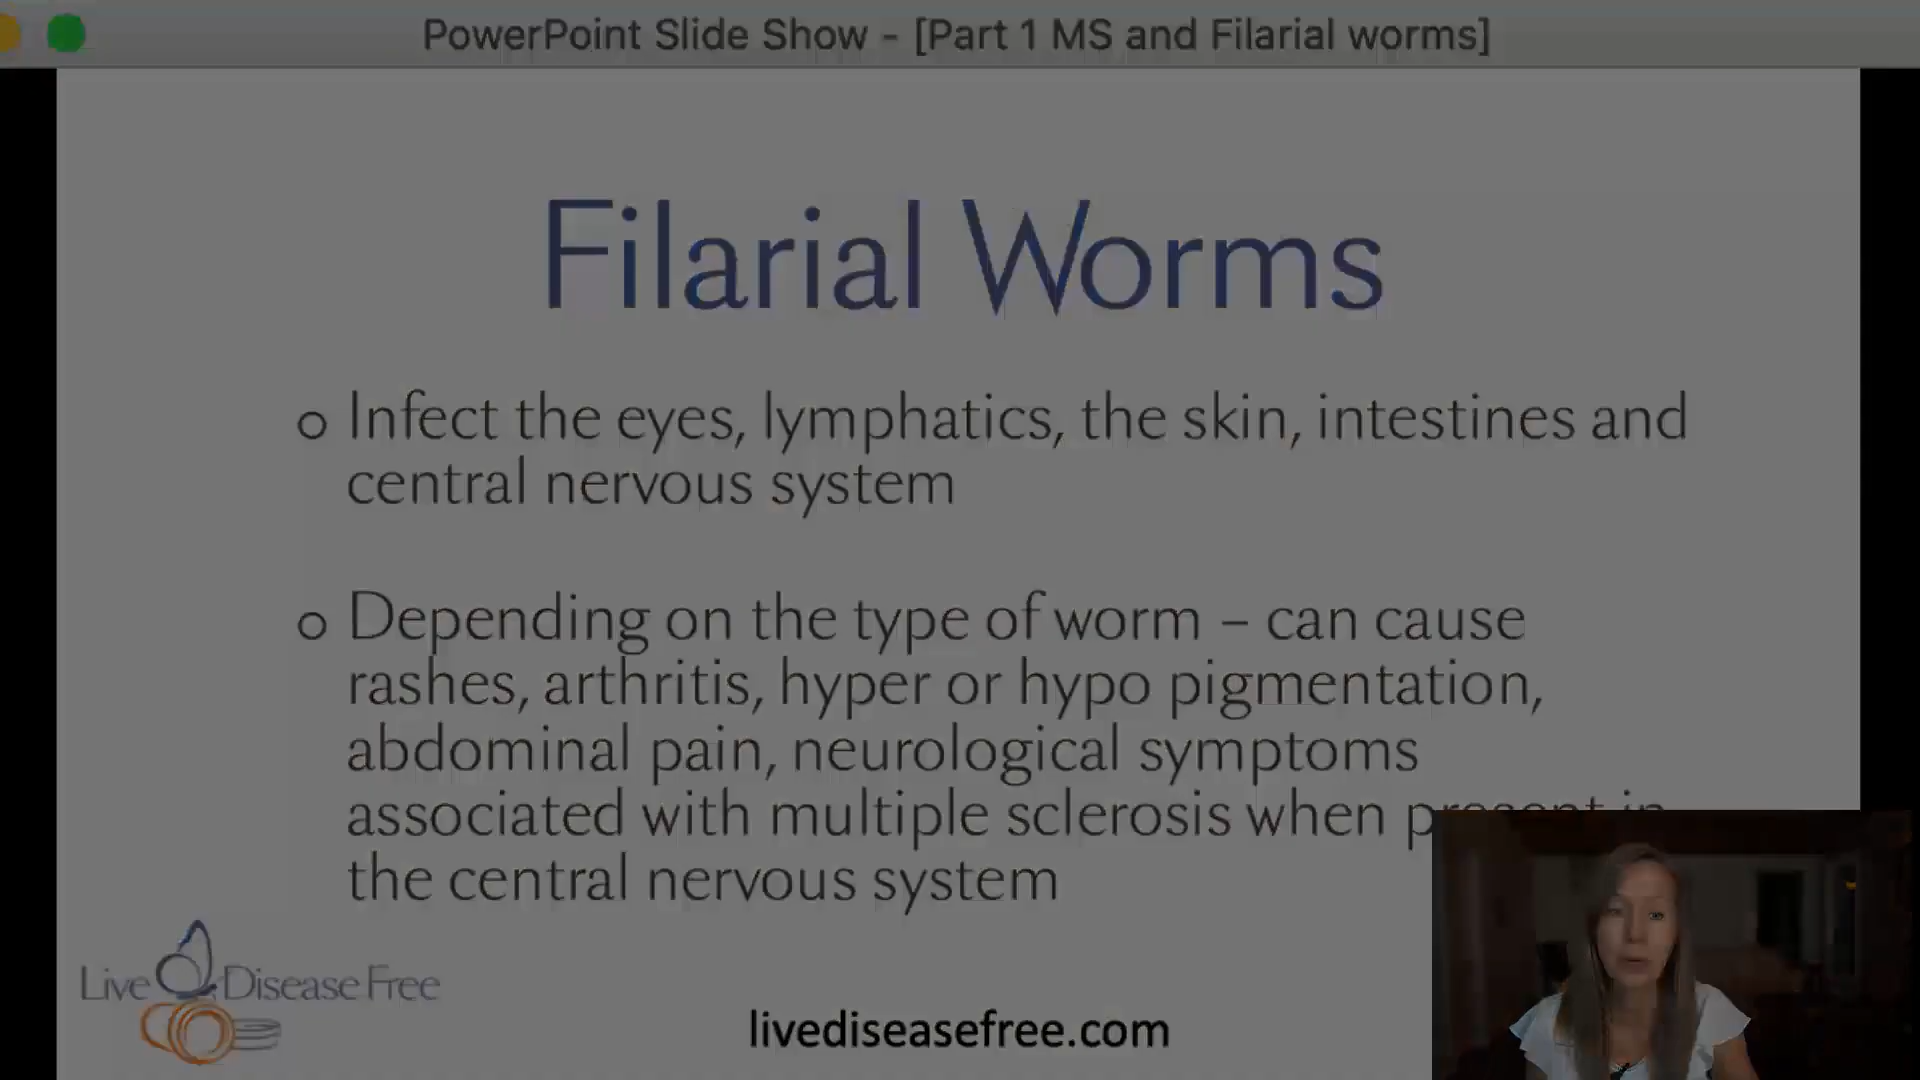 PowerPoint Slide Show - [Part 1 MS and Filarial worms]
Filarial Worms
Infect the eyes, lymphatics, the skin, intestines and
central nervous system
Depending on the type of worm – can cause
rashes, arthritis, hyper or hypo pigmentation,
abdominal pain, neurological symptoms
associated with multiple sclerosis when present in
the central nervous system
Live Disease Free
livediseasefree.com